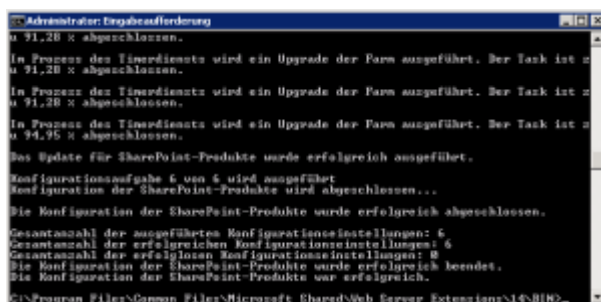 Administrator: Eingabeaufforderung
u 91,28 % abgeschlossen.
Im Prozess des Timerdiensts wird ein Upgrade der Farm ausgeführt. Der Task ist z
u 91,28 % abgeschlossen.
Im Prozess des Timerdiensts wird ein Upgrade der Farm ausgeführt. Der Task ist z
u 91,28 % abgeschlossen.
Im Prozess des Timerdiensts wird ein Upgrade der Farm ausgeführt. Der Task ist z
u 94,95 % abgeschlossen.
Das Update für SharePoint-Produkte wurde erfolgreich ausgeführt.
Konfigurationsaufgabe 6 von 6 wird ausgeführt
Konfiguration der SharePoint-Produkte wird abgeschlossen...
Die Konfiguration der SharePoint-Produkte wurde erfolgreich abgeschlossen.
Gesamtanzahl der ausgeführten Konfigurationseinstellungen: 6
Gesamtanzahl der erfolgreichen Konfigurationseinstellungen: 6
Gesamtanzahl der erfolglosen Konfigurationseinstellungen: 0
Die Konfiguration der SharePoint-Produkte wurde erfolgreich beendet.
Die Konfiguration der SharePoint-Produkte war erfolgreich.
C:\Program Files\Common Files\Microsoft Shared\Web Server Extensions\14\BIN>